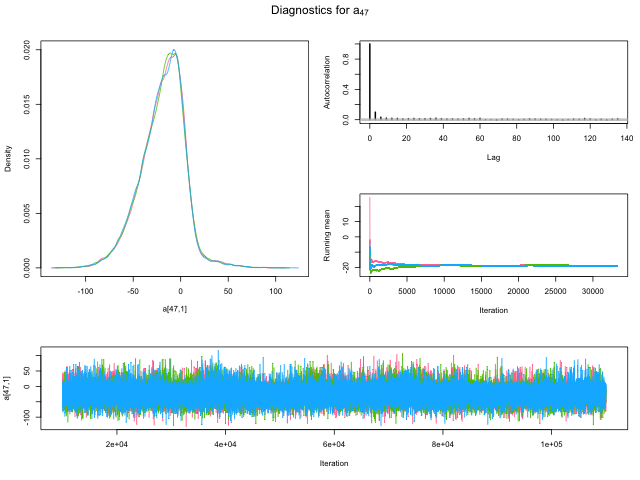 Diagnostics for a47
Density
0.000
0.005
0.010
0.015
0.020
-100
-50
0
50
100
a[47,1]
Autocorrelation
0.0
0.4
0.8
0
20
40
60
80
100
120
140
Lag
Running mean
-20
0
10
0
5000
10000
15000
20000
25000
30000
Iteration
a[47,1]
-100
0
50
2e+04
4e+04
6e+04
8e+04
1e+05
Iteration